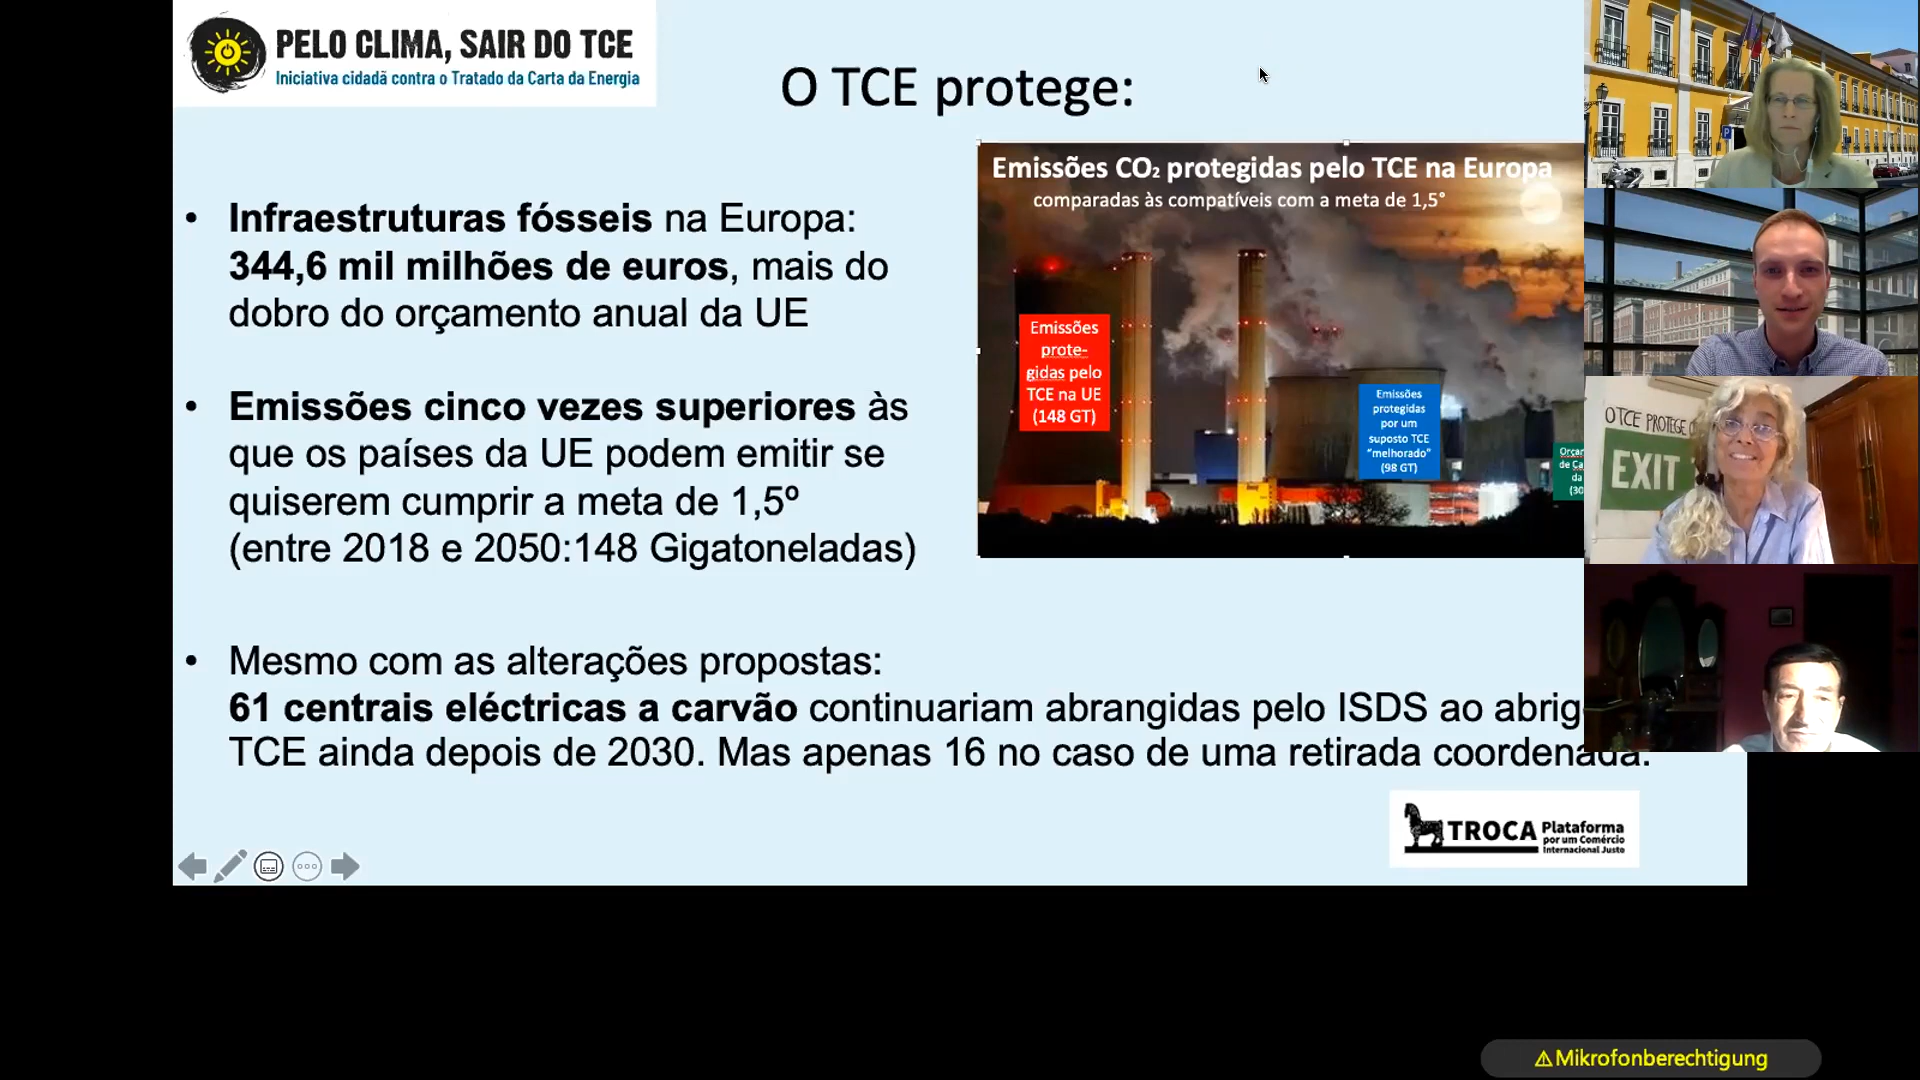 PELO CLIMA, SAIR DO TCE
Iniciativa cidadã contra o Tratado da Carta da Energia
O TCE protege:
• Infraestruturas fósseis na Europa:
344,6 mil milhões de euros, mais do
dobro do orçamento anual da UE
• Emissões cinco vezes superiores às
que os países da UE podem emitir se
quiserem cumprir a meta de 1,5º
(entre 2018 e 2050:148 Gigatoneladas)
• Mesmo com as alterações propostas:
61 centrais eléctricas a carvão continuariam abrangidas pelo ISDS ao
TCE ainda depois de 2030. Mas apenas 16 no caso de uma retirada coordenada.
Emissões CO₂ protegidas pelo TCE na Europa
comparadas às compatíveis com a meta de 1,5°
Emissões
prote-
gidas pelo
TCE na UE
(148 GT)
Emissões
protegidas
por um
suposto TCE
“melhorado”
(98 GT)
de
da
(30
P
O TCE PROTEGE
EXIT
TROCA Plataforma
por um Comércio
Internacional Justo
⚠Mikrofonberechtigung